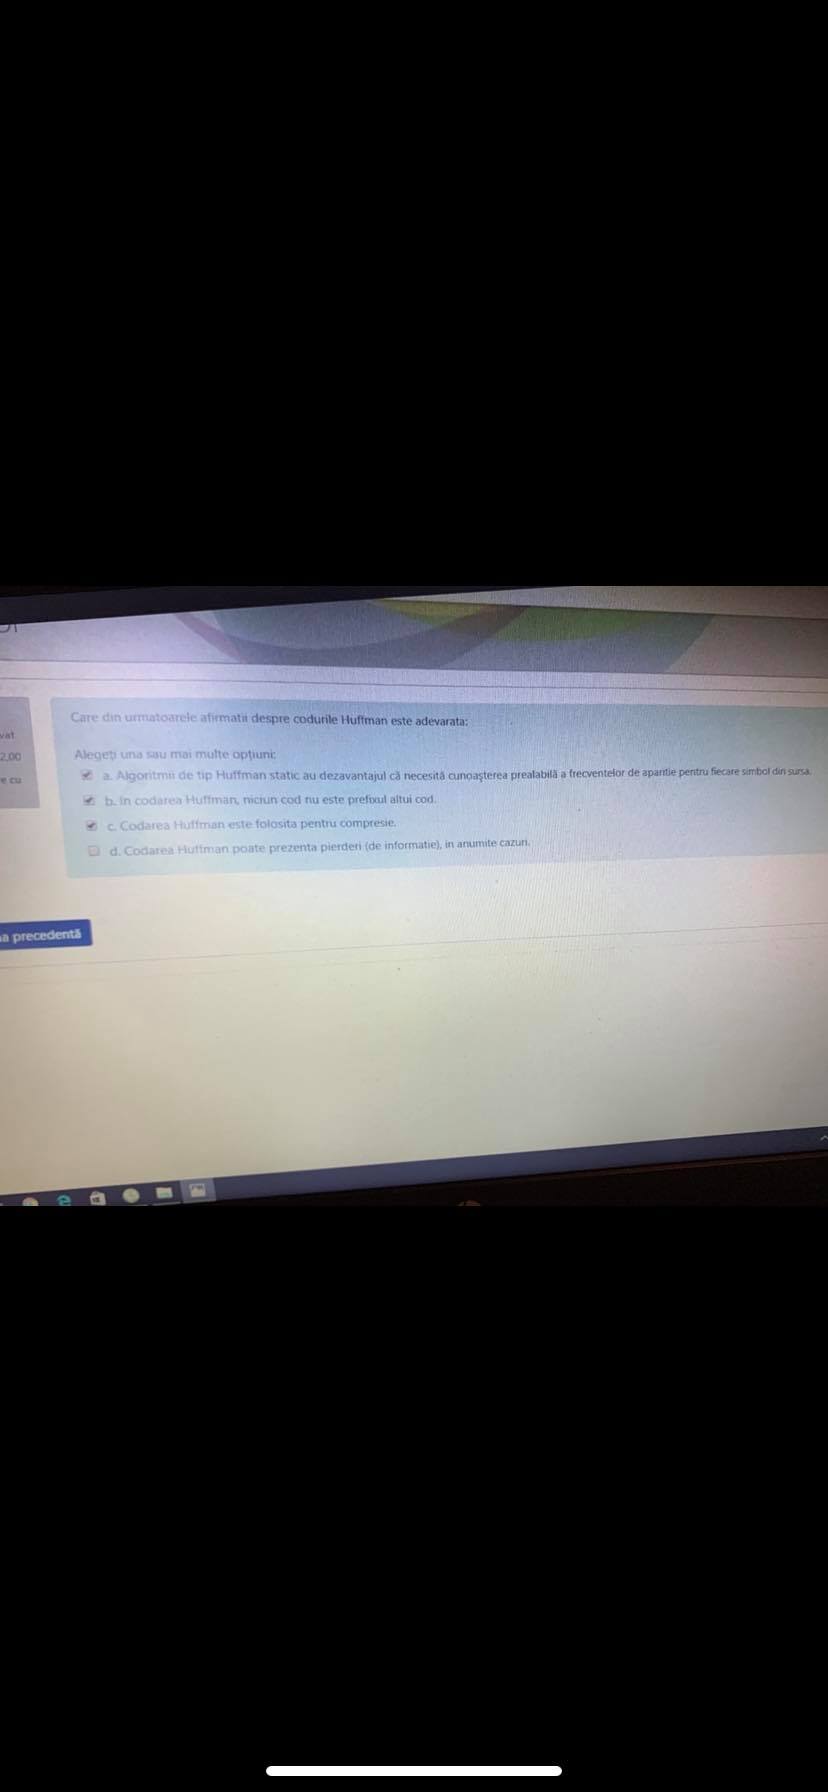 vat
2,00
e cu
Care din urmatoarele afirmatii despre codurile Huffman este adevarata:
Alegeți una sau mai multe opțiuni:
a. Algoritmii de tip Huffman static au dezavantajul că necesită cunoaşterea prealabilă a frecventelor de aparitie pentru fiecare simbol din sursa.
b. In codarea Huffman, niciun cod nu este prefixul altui cod.
c. Codarea Huffman este folosita pentru compresie.
d. Codarea Huffman poate prezenta pierderi (de informatie), in anumite cazuri.
na precedentă